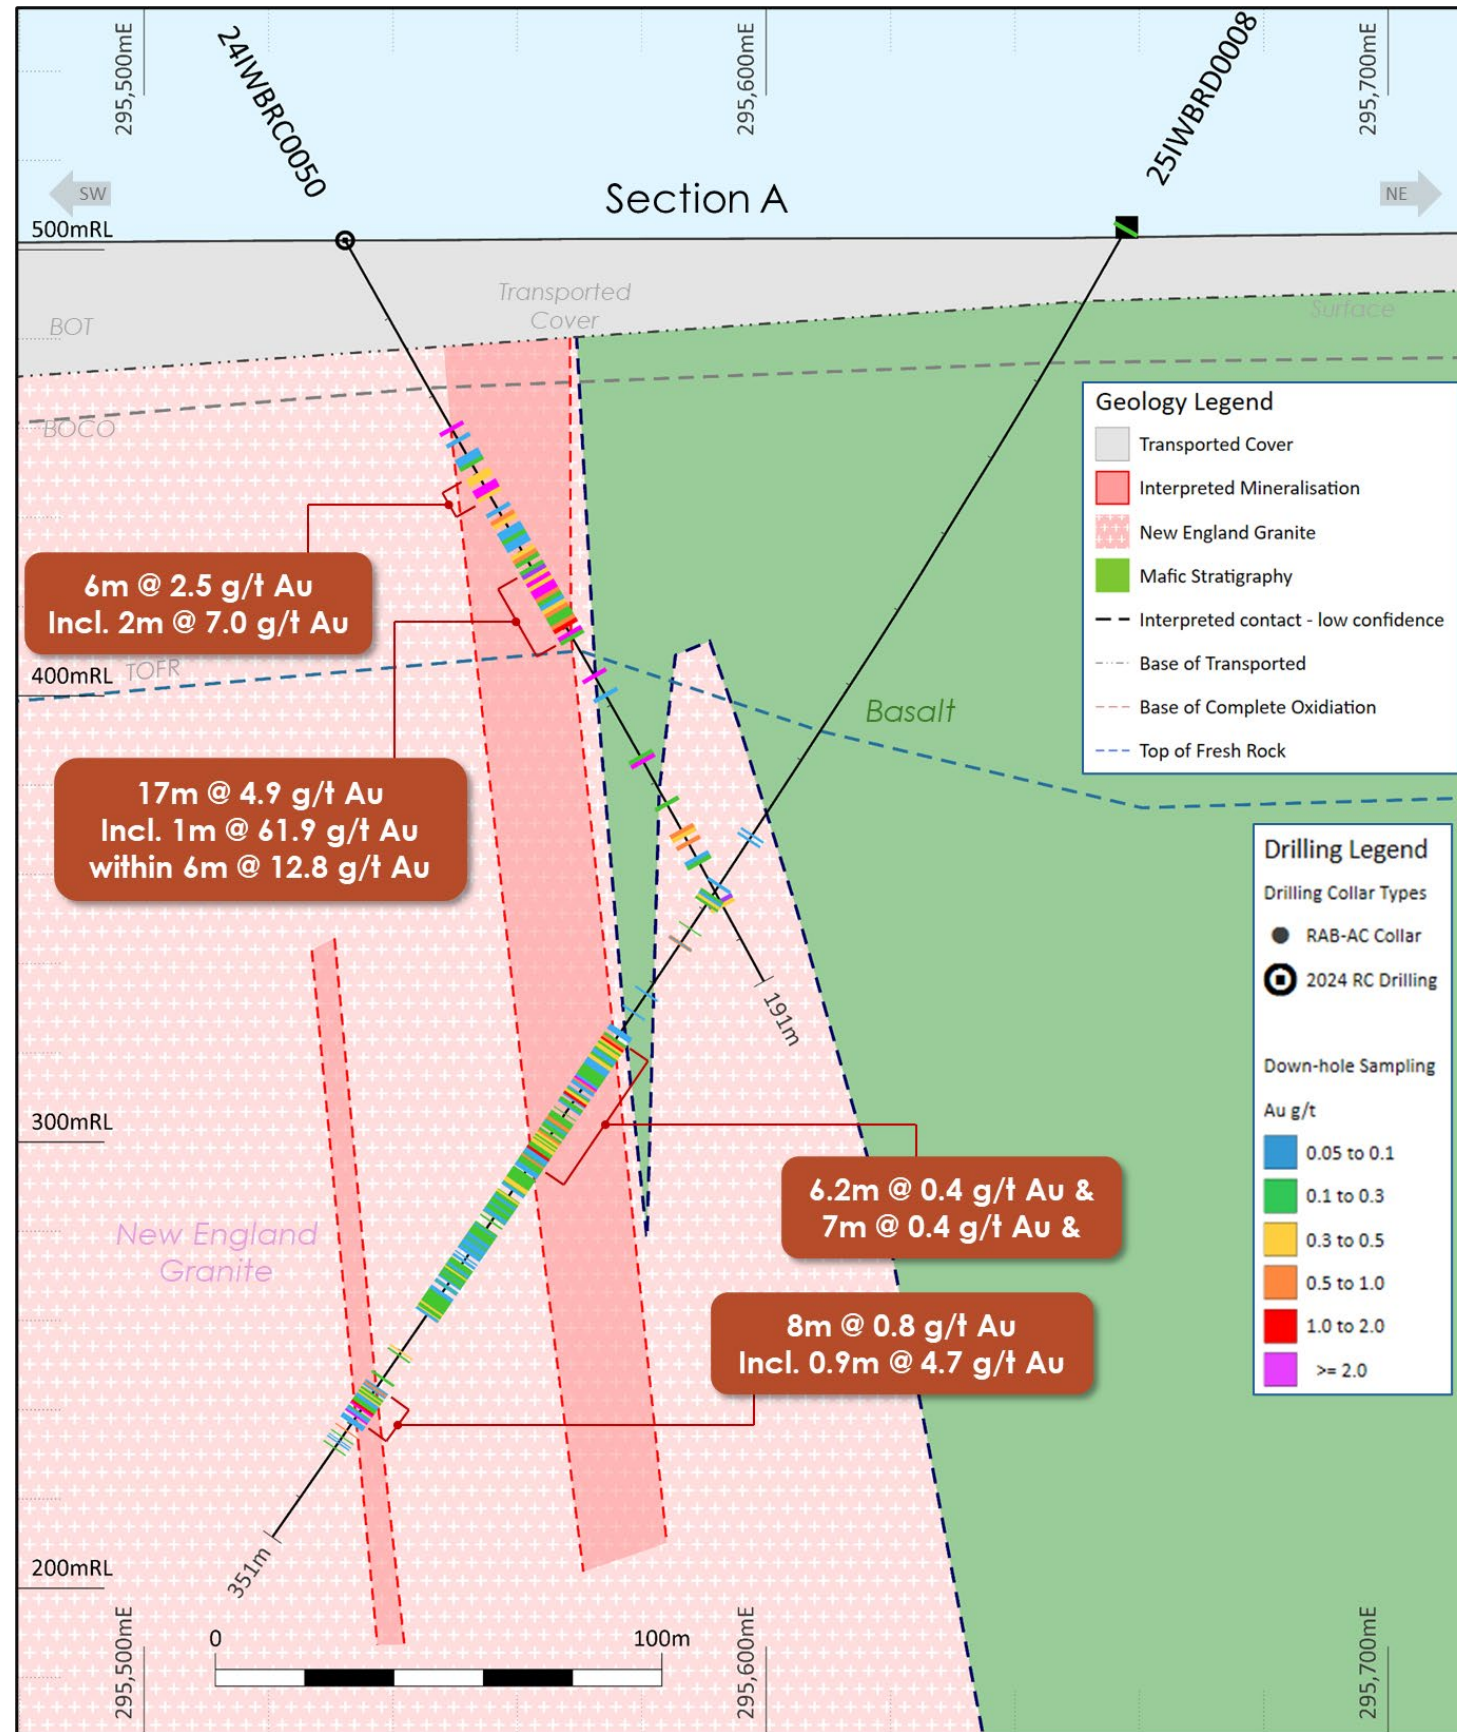 295,500mE
24IWBRC0050
295,600mE
25IWBRD0008
295,700mE
SW
Section A
NE
500mRL
Transported
Cover
Surface
BOT
BOCO
Geology Legend
Transported Cover
Interpreted Mineralisation
New England Granite
Mafic Stratigraphy
Interpreted contact - low confidence
Base of Transported
Base of Complete Oxidiation
Top of Fresh Rock
6m @ 2.5 g/t Au
Incl. 2m @ 7.0 g/t Au
TOFR
400mRL
Basalt
17m @ 4.9 g/t Au
Incl. 1m @ 61.9 g/t Au
within 6m @ 12.8 g/t Au
Drilling Legend
Drilling Collar Types
RAB-AC Collar
2024 RC Drilling
Down-hole Sampling
Au g/t
0.05 to 0.1
0.1 to 0.3
0.3 to 0.5
0.5 to 1.0
1.0 to 2.0
>= 2.0
191m
300mRL
6.2m @ 0.4 g/t Au &
7m @ 0.4 g/t Au &
New England
Granite
8m @ 0.8 g/t Au
Incl. 0.9m @ 4.7 g/t Au
351m
200mRL
0
100m
295,500mE
295,600mE
295,700mE